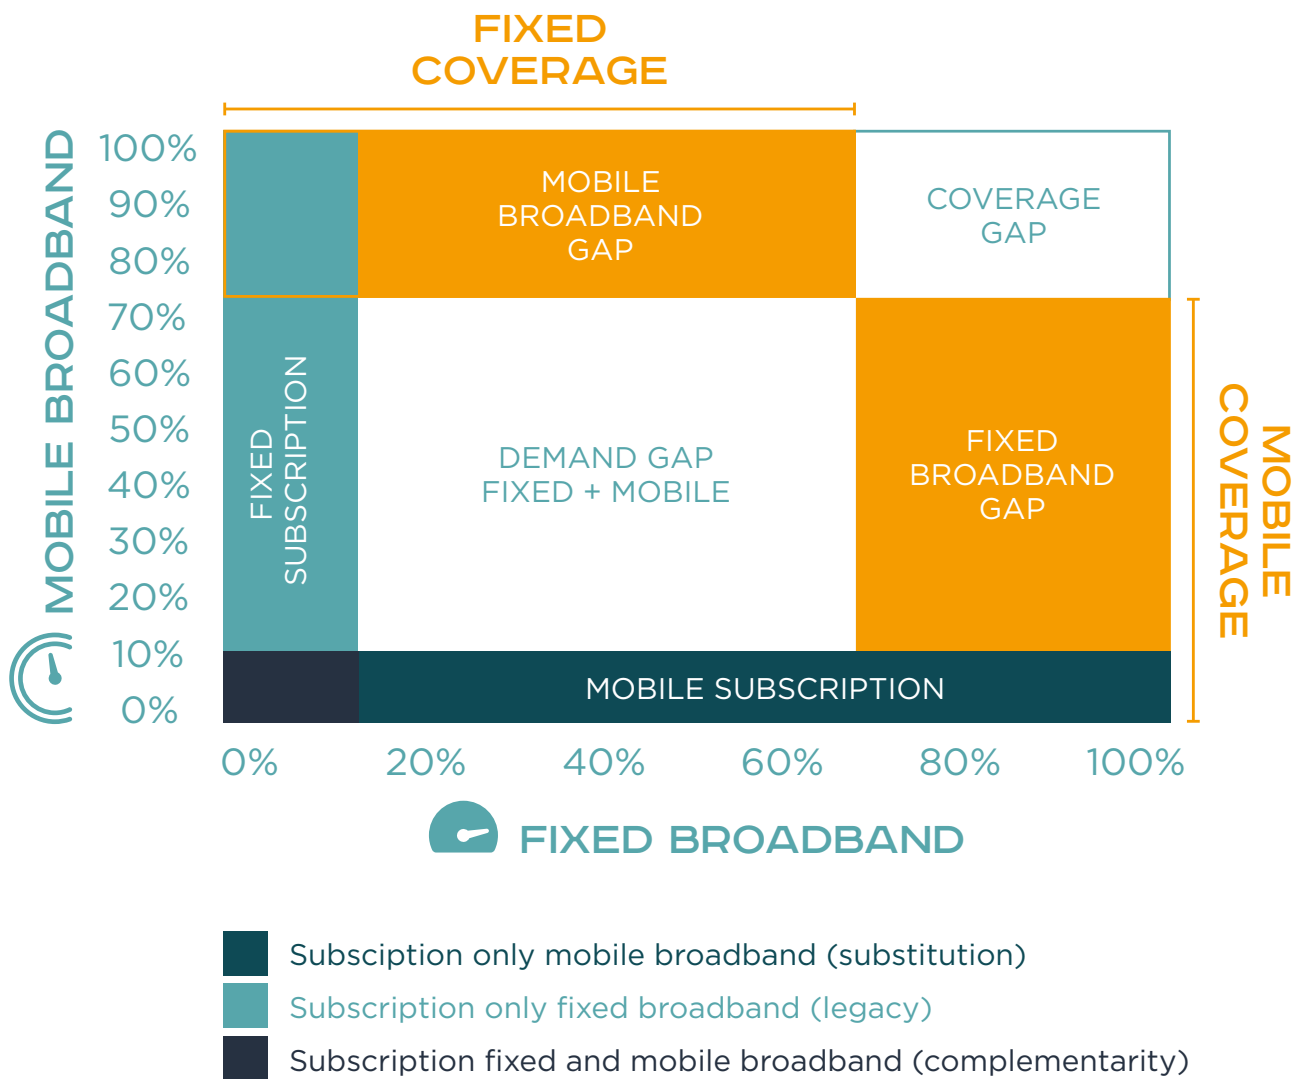 FIXED
COVERAGE
MOBILE BROADBAND
100%
90%
80%
70%
60%
50%
40%
30%
20%
10%
0%
MOBILE
BROADBAND
GAP
COVERAGE
GAP
FIXED
SUBSCRIPTION
DEMAND GAP
FIXED + MOBILE
FIXED
BROADBAND
GAP
MOBILE
COVERAGE
MOBILE SUBSCRIPTION
0%
20%
40%
60%
80%
100%
FIXED BROADBAND
Subsciption only mobile broadband (substitution)
Subscription only fixed broadband (legacy)
Subscription fixed and mobile broadband (complementarity)